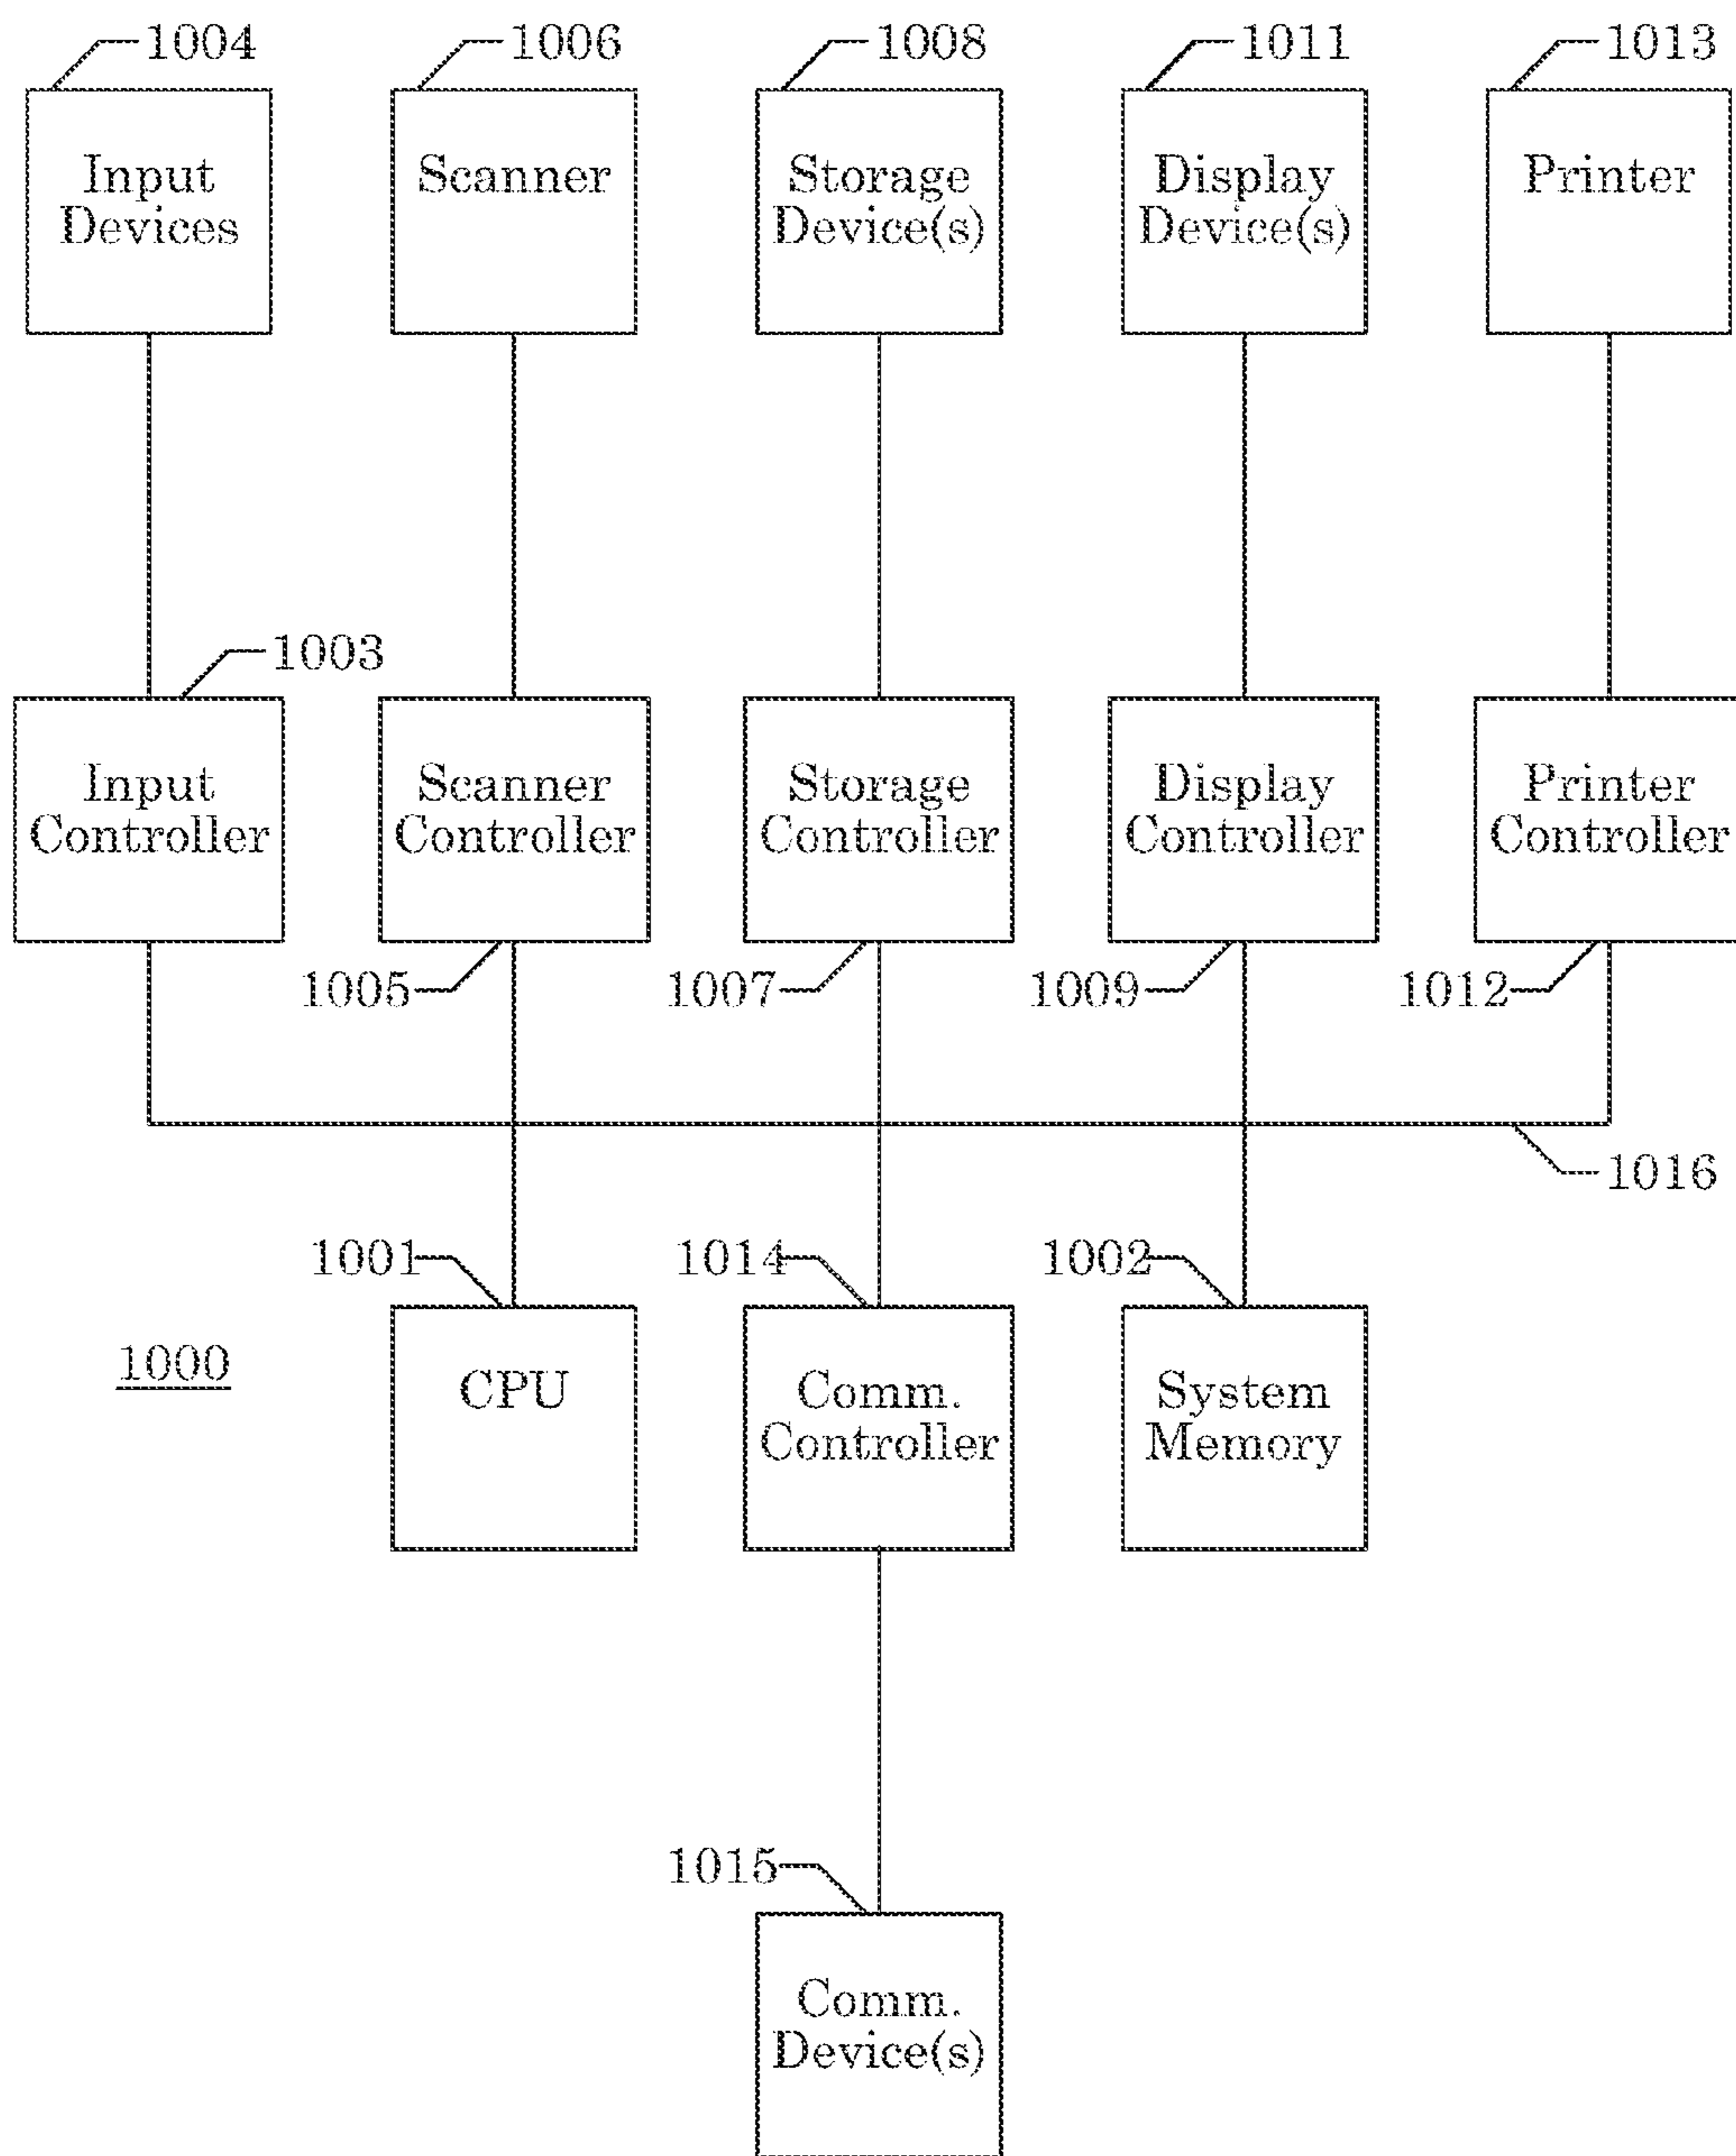 1004
1006
1008
1011
1013
Input
Devices
Scanner
Storage
Device(s)
Display
Device(s)
Printer
1003
Input
Controller
Scanner
Controller
Storage
Controller
Display
Controller
Printer
Controller
1005
1007
1009
1012
1016
1001
1014
1002
1000
CPU
Comm.
Controller
System
Memory
1015
Comm.
Device(s)